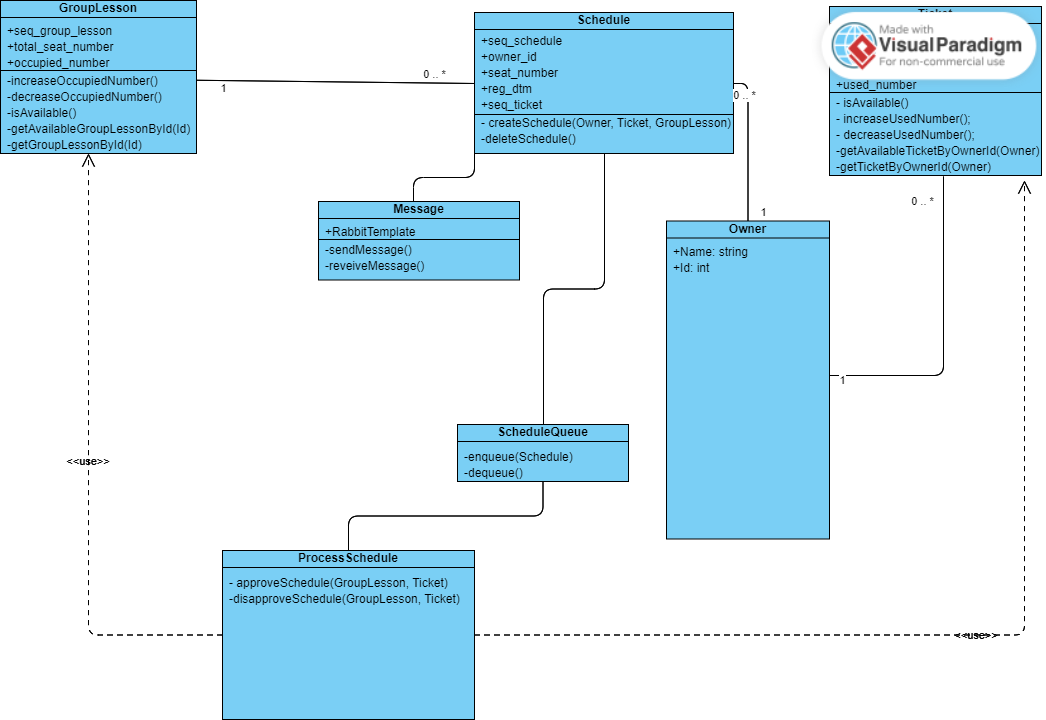 GroupLesson
+seq_group_lesson
+total_seat_number
+occupied_number
-increaseOccupiedNumber()
-decreaseOccupiedNumber()
-isAvailable()
-getAvailableGroupLessonById(Id)
-getGroupLessonById(Id)
1
0 .. *
Schedule
+seq_schedule
+owner_id
+seat_number
+reg_dtm
+seq_ticket
- createSchedule(Owner, Ticket, GroupLesson)
-deleteSchedule()
0 .. *
1
Ticket
Made with
VisualParadigm
For non-commercial use
+used_number
- isAvailable()
- increaseUsedNumber();
- decreaseUsedNumber();
-getAvailableTicketByOwnerId(Owner)
-getTicketByOwnerId(Owner)
0 .. *
1
Message
+RabbitTemplate
-sendMessage()
-reveiveMessage()
Owner
+Name: string
+Id: int
ScheduleQueue
-enqueue(Schedule)
-dequeue()
<<use>>
ProcessSchedule
- approveSchedule(GroupLesson, Ticket)
-disapproveSchedule(GroupLesson, Ticket)
<<use>>